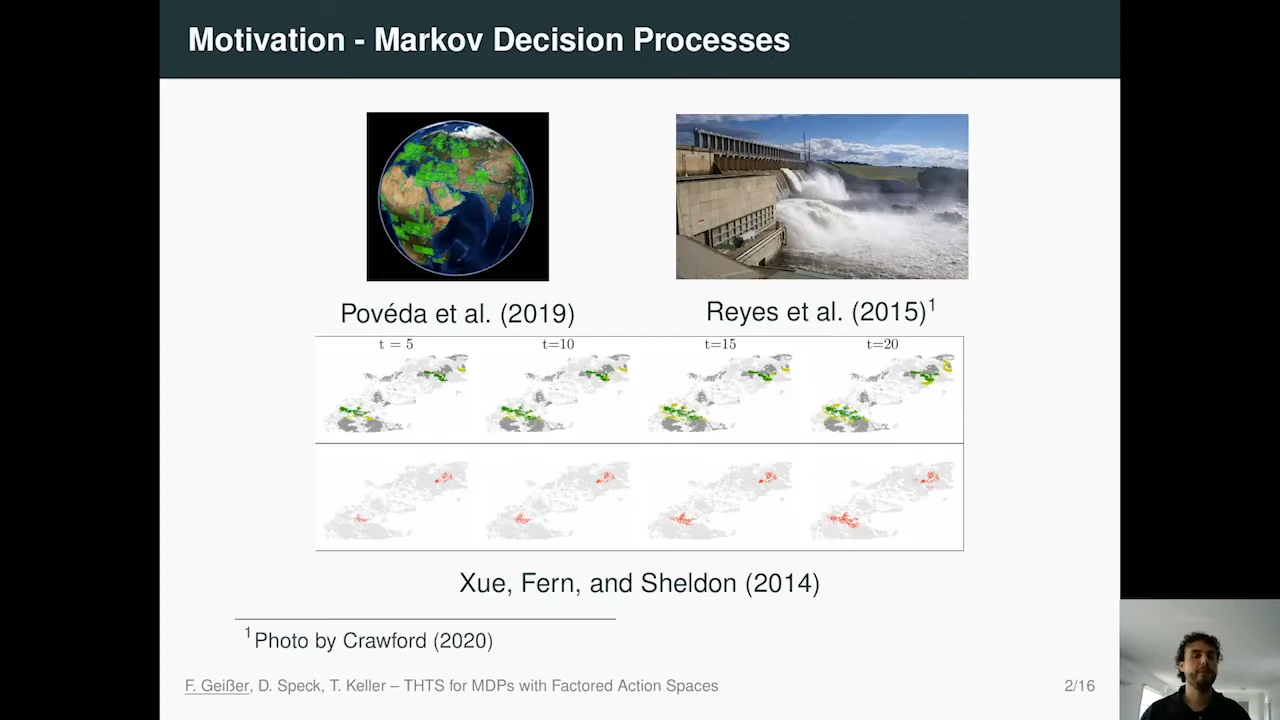 Motivation - Markov Decision Processes
Povéda et al. (2019)
Reyes et al. (2015)1
t = 5
t=10
t=15
t=20
Xue, Fern, and Sheldon (2014)
1Photo by Crawford (2020)
F. Geißer, D. Speck, T. Keller – THTS for MDPs with Factored Action Spaces
2/16